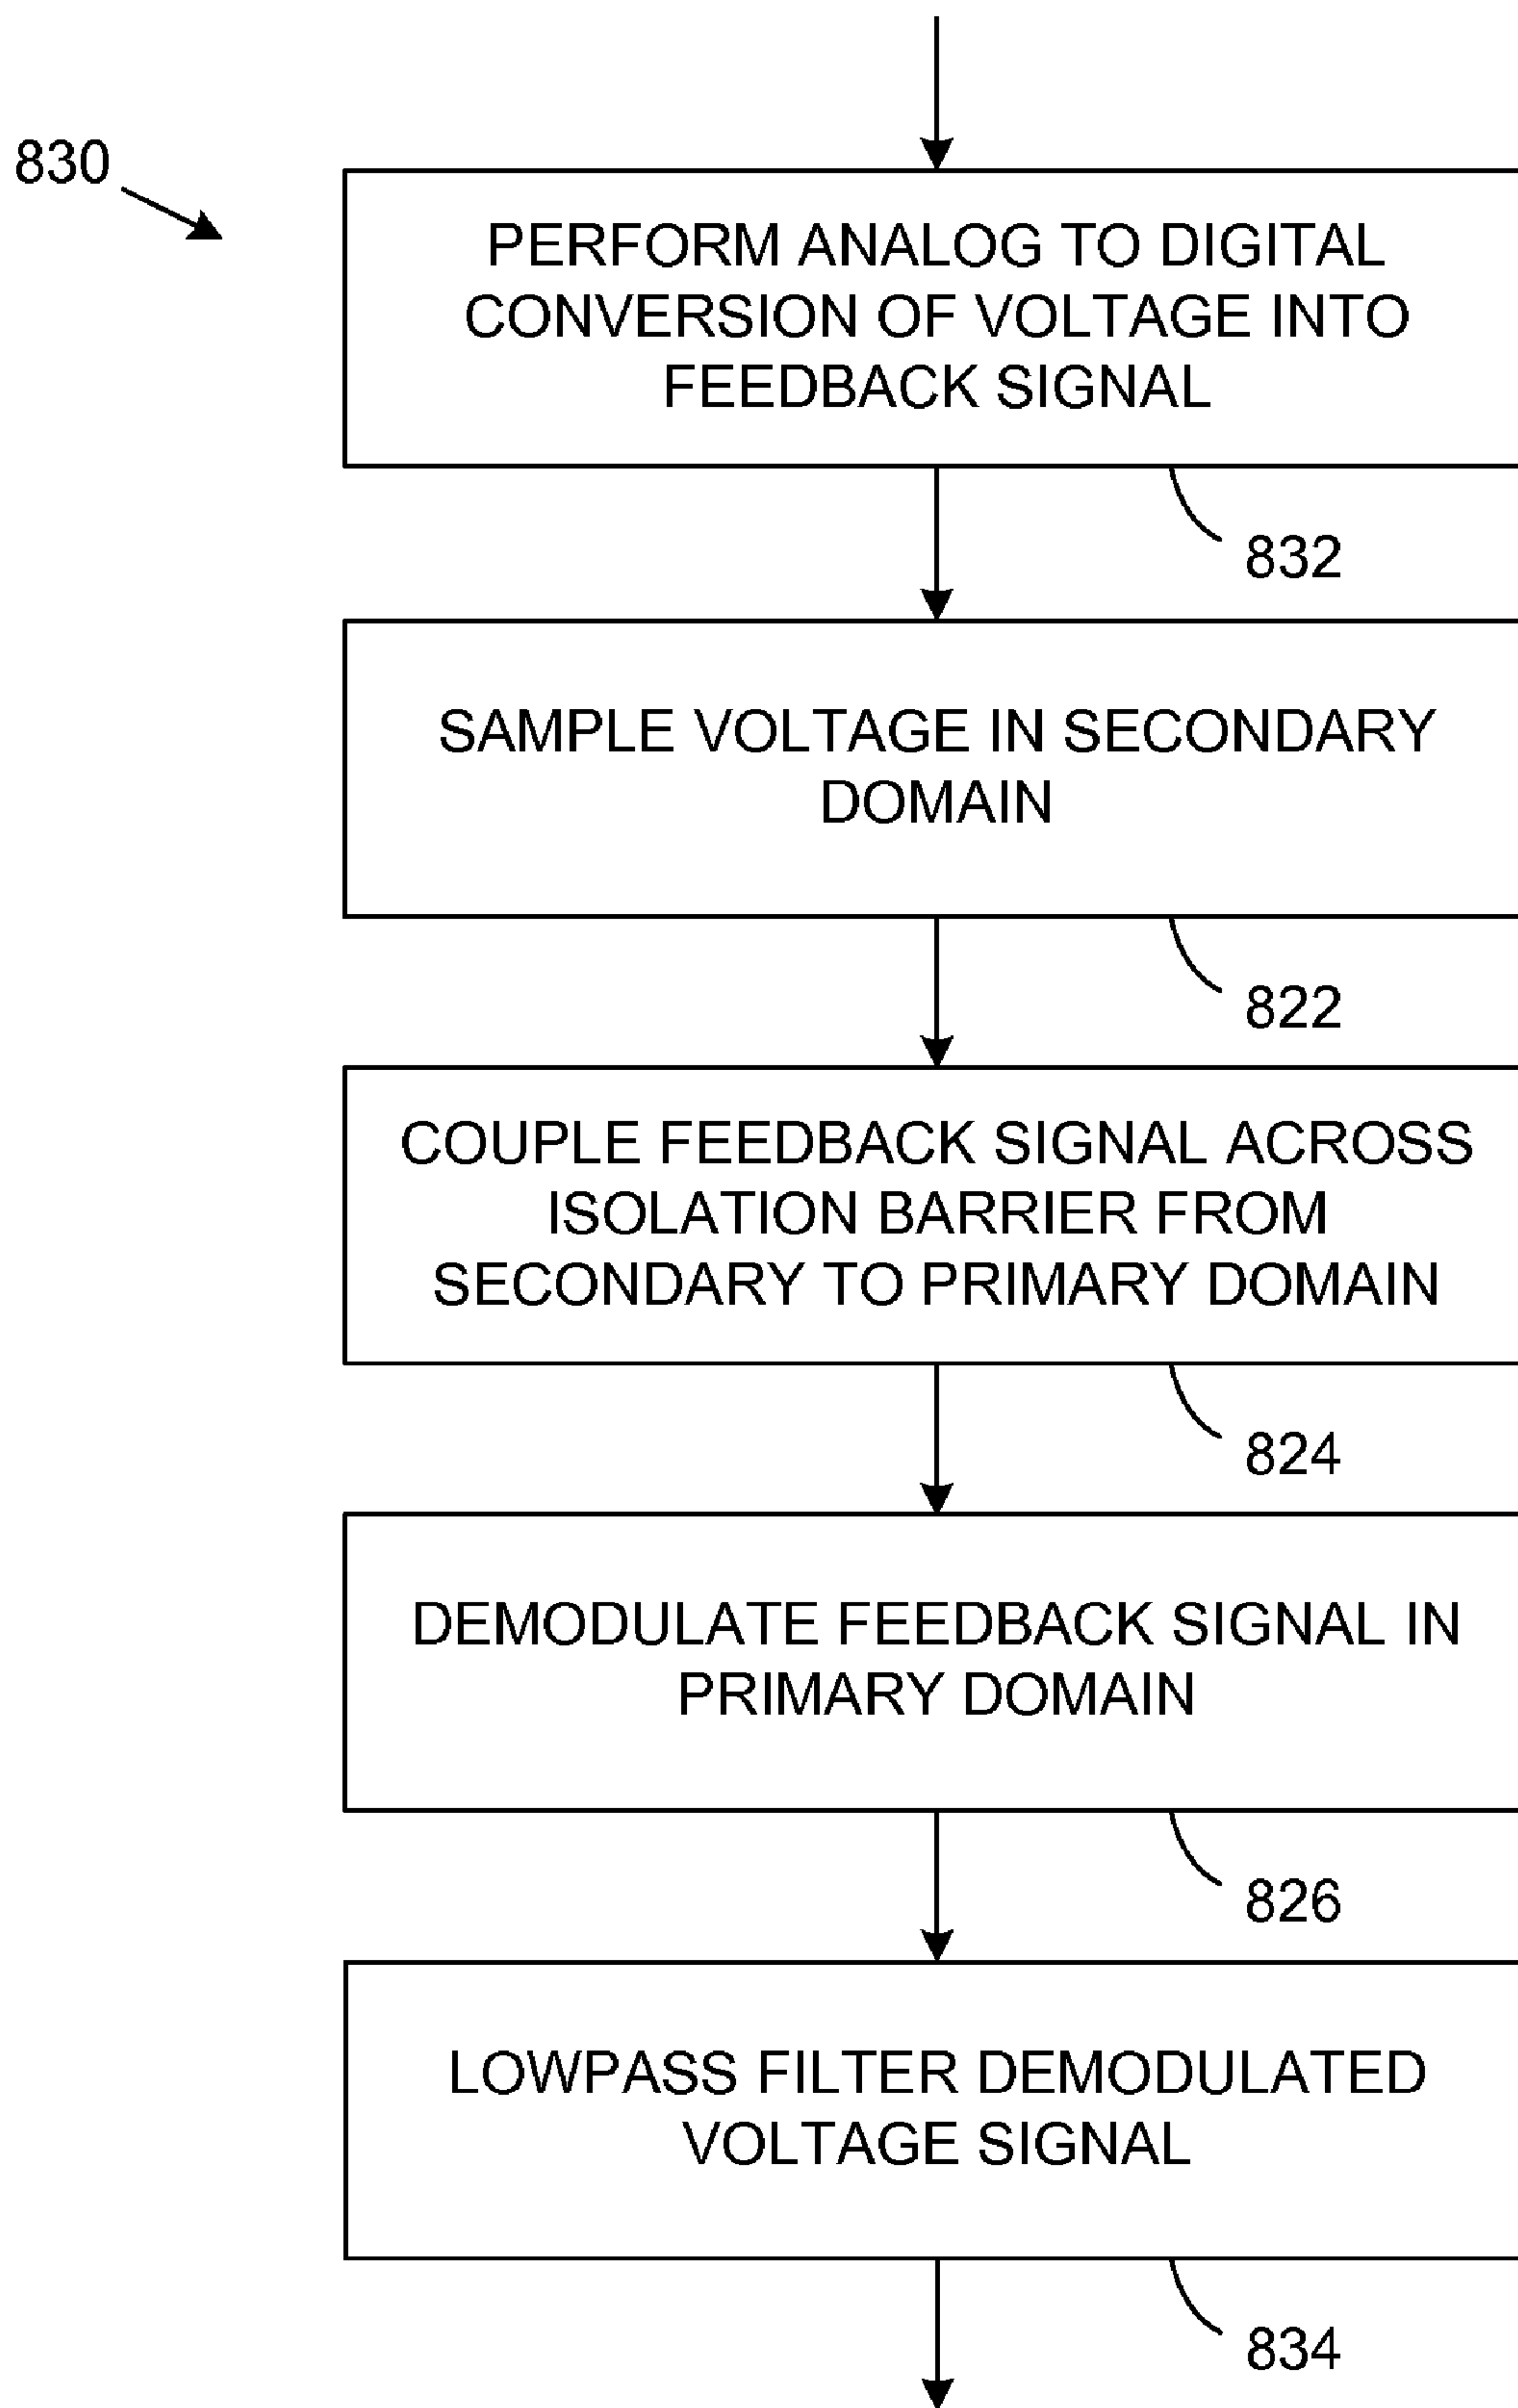 830
PERFORM ANALOG TO DIGITAL
CONVERSION OF VOLTAGE INTO
FEEDBACK SIGNAL
832
SAMPLE VOLTAGE IN SECONDARY
DOMAIN
822
COUPLE FEEDBACK SIGNAL ACROSS
ISOLATION BARRIER FROM
SECONDARY TO PRIMARY DOMAIN
824
DEMODULATE FEEDBACK SIGNAL IN
PRIMARY DOMAIN
826
LOWPASS FILTER DEMODULATED
VOLTAGE SIGNAL
834